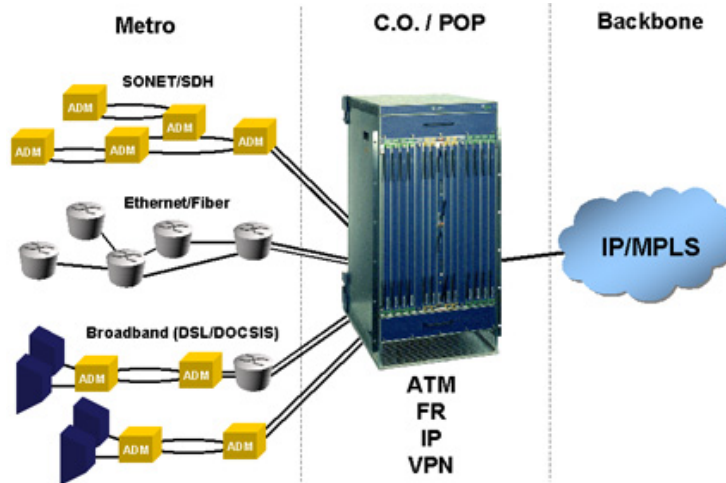 Metro
C.O. / POP
Backbone
SONET/SDH
ADM
ADM
ADM
ADM
ADM
Ethernet/Fiber
IP/MPLS
Broadband (DSL/DOCSIS)
ADM
ADM
ADM
ADM
ATM
FR
IP
VPN